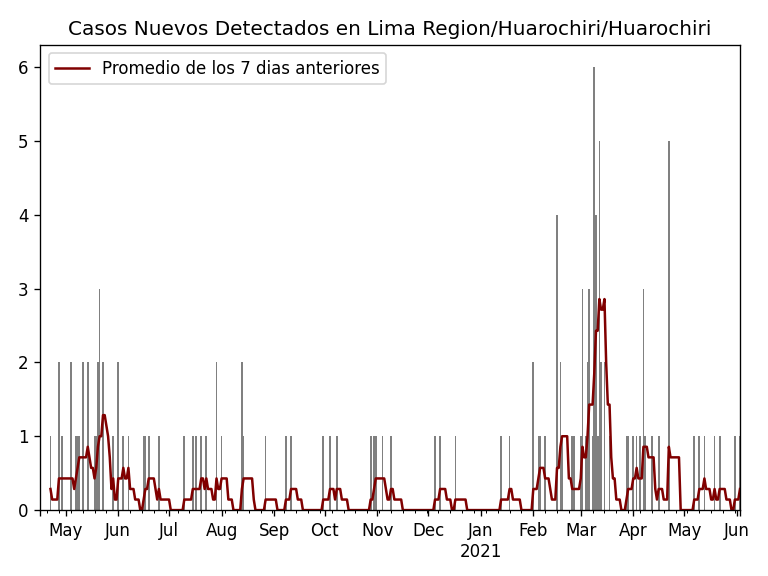 Casos Nuevos Detectados en Lima Region/Huarochiri/Huarochiri
Promedio de los 7 dias anteriores
6
5
4
3
2
1
0
May Jun Jul Aug Sep Oct Nov Dec Jan Feb Mar Apr May Jun
2021